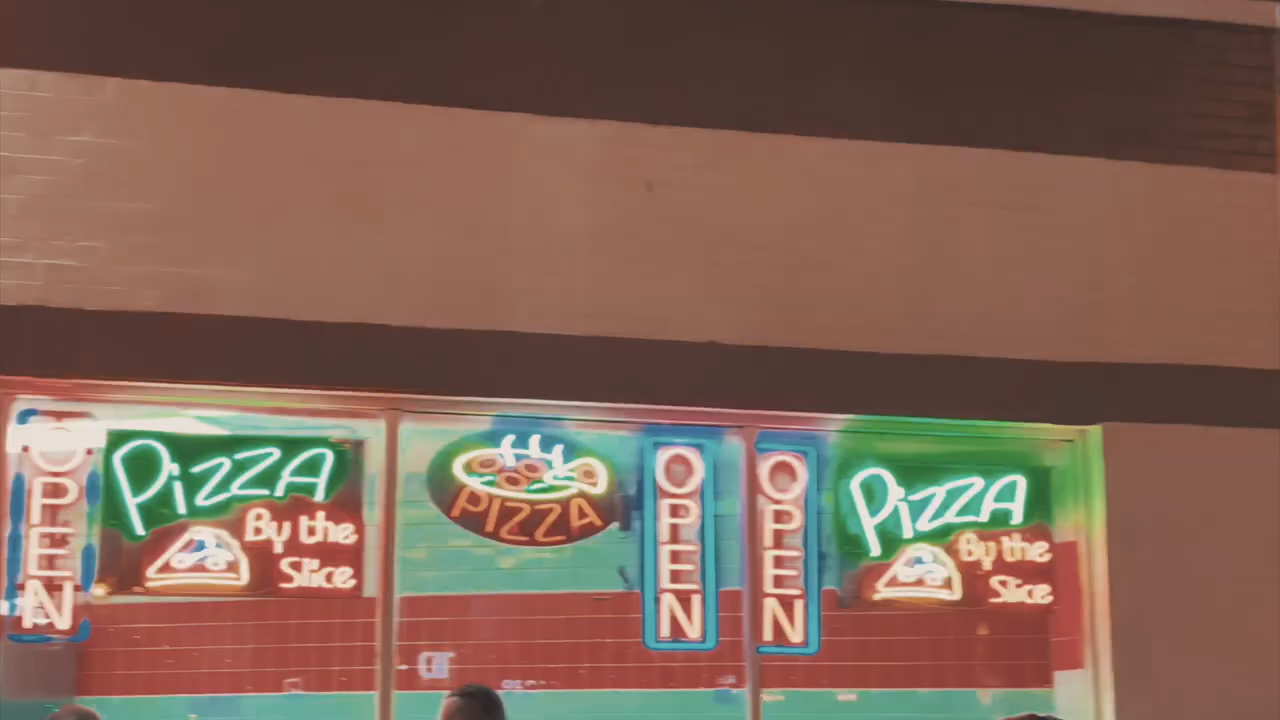 OPEN
Pizza
By the
Slice
PIZZA
OPEN
OPEN
Pizza
By the
Slice